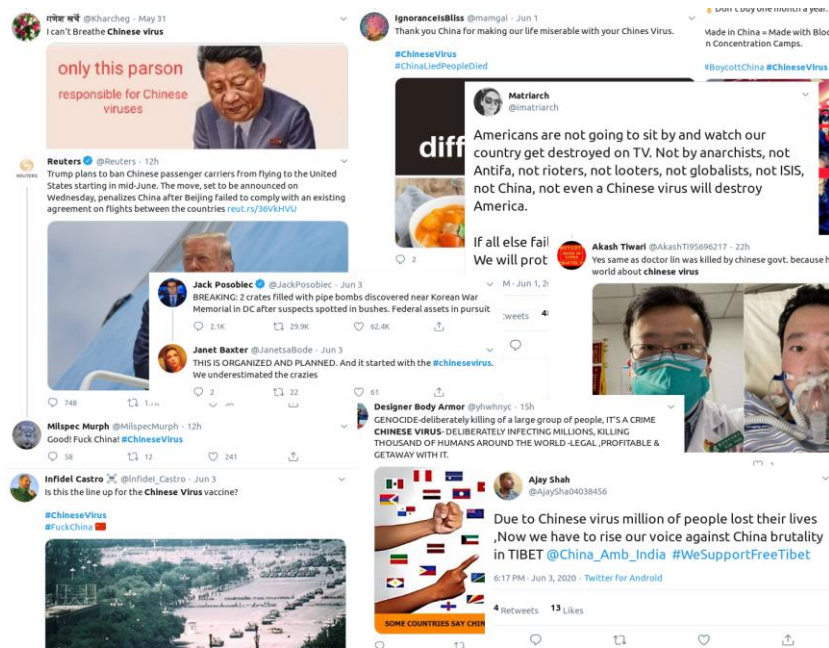 गणेश खर्चे @Kharcheg · May 31
I can't Breathe Chinese virus
only this parson
responsible for Chinese
viruses
Reuters @Reuters · 12h
Trump plans to ban Chinese passenger carriers from flying to the United
States starting in mid-June. The move, set to be announced on
Wednesday, penalizes China after Beijing failed to comply with an existing
agreement on flights between the countries reut.rs/36VkHVU
REUTERS
748
Milspec Murph @MilspecMurph · 12h
Good! Fuck China! #ChineseVirus
58 12 241
Infidel Castro @Infidel_Castro · Jun 3
Is this the line up for the Chinese Virus vaccine?
#ChineseVirus
#FuckChina
Jack Posobiec @JackPosobiec · Jun 3
BREAKING: 2 crates filled with pipe bombs discovered near Korean War
Memorial in DC after suspects spotted in bushes. Federal assets in pursuit
2.1K 29.9K 62.4K
Janet Baxter @JanetsaBode · Jun 3
THIS IS ORGANIZED AND PLANNED. And it started with the #chinesevirus.
We underestimated the crazies
2 22 61
IgnoranceIsBliss @mamgai · Jun 1
Thank you China for making our life miserable with your Chines Virus.
#ChineseVirus
#ChinaLiedPeopleDied
diff
2
Don't buy one month a year.
Made in China = Made with Bloo
n Concentration Camps.
#BoycottChina #ChineseVirus
Matriarch
@imatriarch
Americans are not going to sit by and watch our
country get destroyed on TV. Not by anarchists, not
Antifa, not rioters, not looters, not globalists, not ISIS,
not China, not even a Chinese virus will destroy
America.
If all else fail
We will prot
M · Jun 1, 2
weets 4
Akash Tiwari @AkashTi95696217 · 22h
Yes same as doctor lin was killed by chinese govt. because h
world about chinese virus
1
Designer Body Armor @yhwhnyc · 15h
GENOCIDE-deliberately killing of a large group of people, IT'S A CRIME
CHINESE VIRUS- DELIBERATELY INFECTING MILLIONS, KILLING
THOUSAND OF HUMANS AROUND THE WORLD -LEGAL ,PROFITABLE &
GETAWAY WITH IT.
SOME COUNTRIES SAY CHIN
Ajay Shah
@AjaySha04038456
Due to Chinese virus million of people lost their lives
,Now we have to rise our voice against China brutality
in TIBET @China_Amb_India #WeSupportFreeTibet
6:17 PM · Jun 3, 2020 · Twitter for Android
4 Retweets 13 Likes